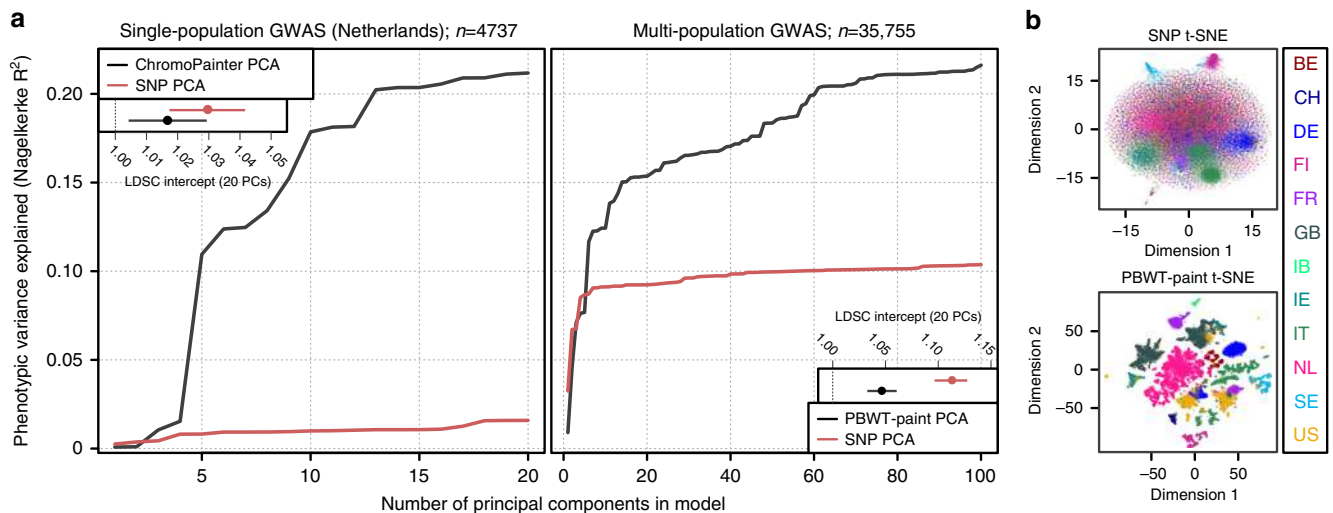 a
Single-population GWAS (Netherlands); n=4737
Multi-population GWAS; n=35,755
Phenotypic variance explained (Nagelkerke R²)
0.20
0.15
0.10
0.05
0
ChromoPainter PCA
SNP PCA
1.00 1.01 1.02 1.03 1.04 1.05
LDSC intercept (20 PCs)
5 10 15 20
LDSC intercept (20 PCs)
1.00 1.05 1.10 1.15
PBWT-paint PCA
SNP PCA
0 20 40 60 80 100
Number of principal components in model
b
SNP t-SNE
Dimension 2
15
0
−15
−15 0 15
Dimension 1
PBWT-paint t-SNE
Dimension 2
50
0
−50
−50 0 50
Dimension 1
BE
CH
DE
FI
FR
GB
IB
IE
IT
NL
SE
US